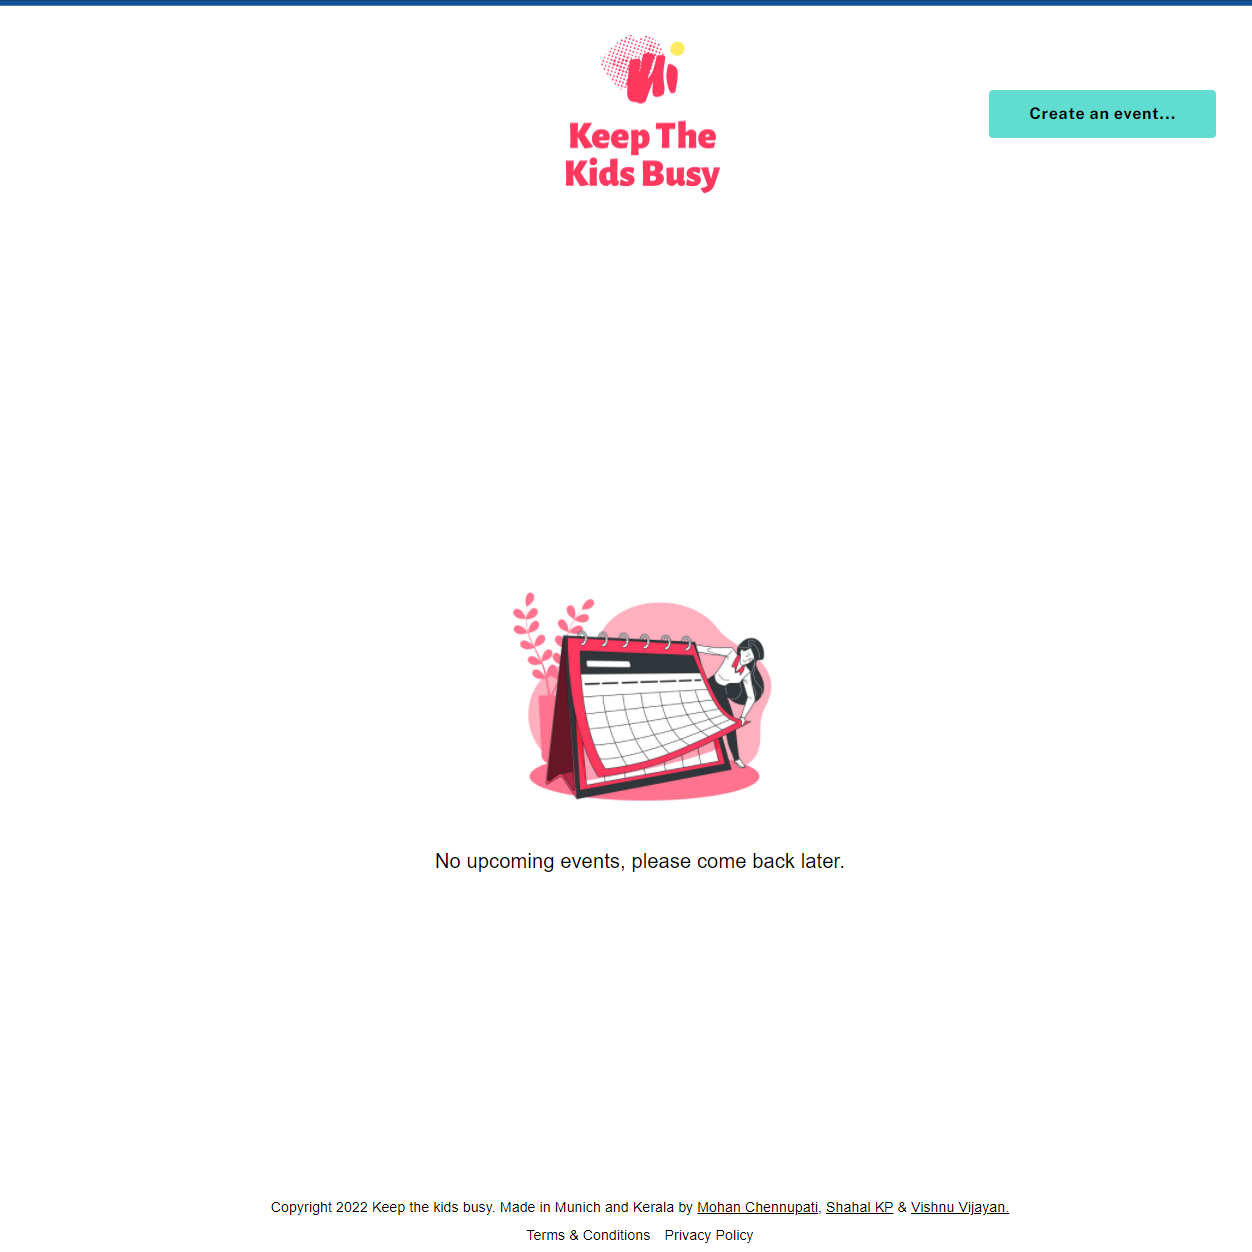 Keep The
Kids Busy
Create an event...
No upcoming events, please come back later.
Copyright 2022 Keep the kids busy. Made in Munich and Kerala by Mohan Chennupati, Shahal KP & Vishnu Vijayan.
Terms & Conditions Privacy Policy